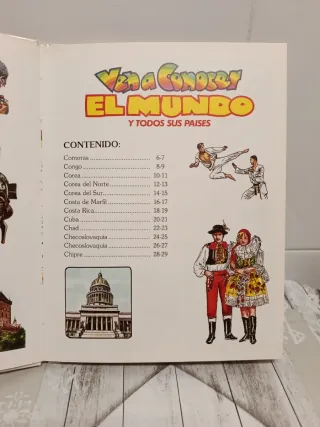 Ven a Conocer
EL MUNDO
Y TODOS SUS PAISES
CONTENIDO:
Comoras 6-7
Congo 8-9
Corea 10-11
Corea del Norte 12-13
Corea del Sur 14-15
Costa de Marfil 16-17
Costa Rica 18-19
Cuba 20-21
Chad 22-23
Checoslovaquia 24-25
Checoslovaquia 26-27
Chipre 28-29